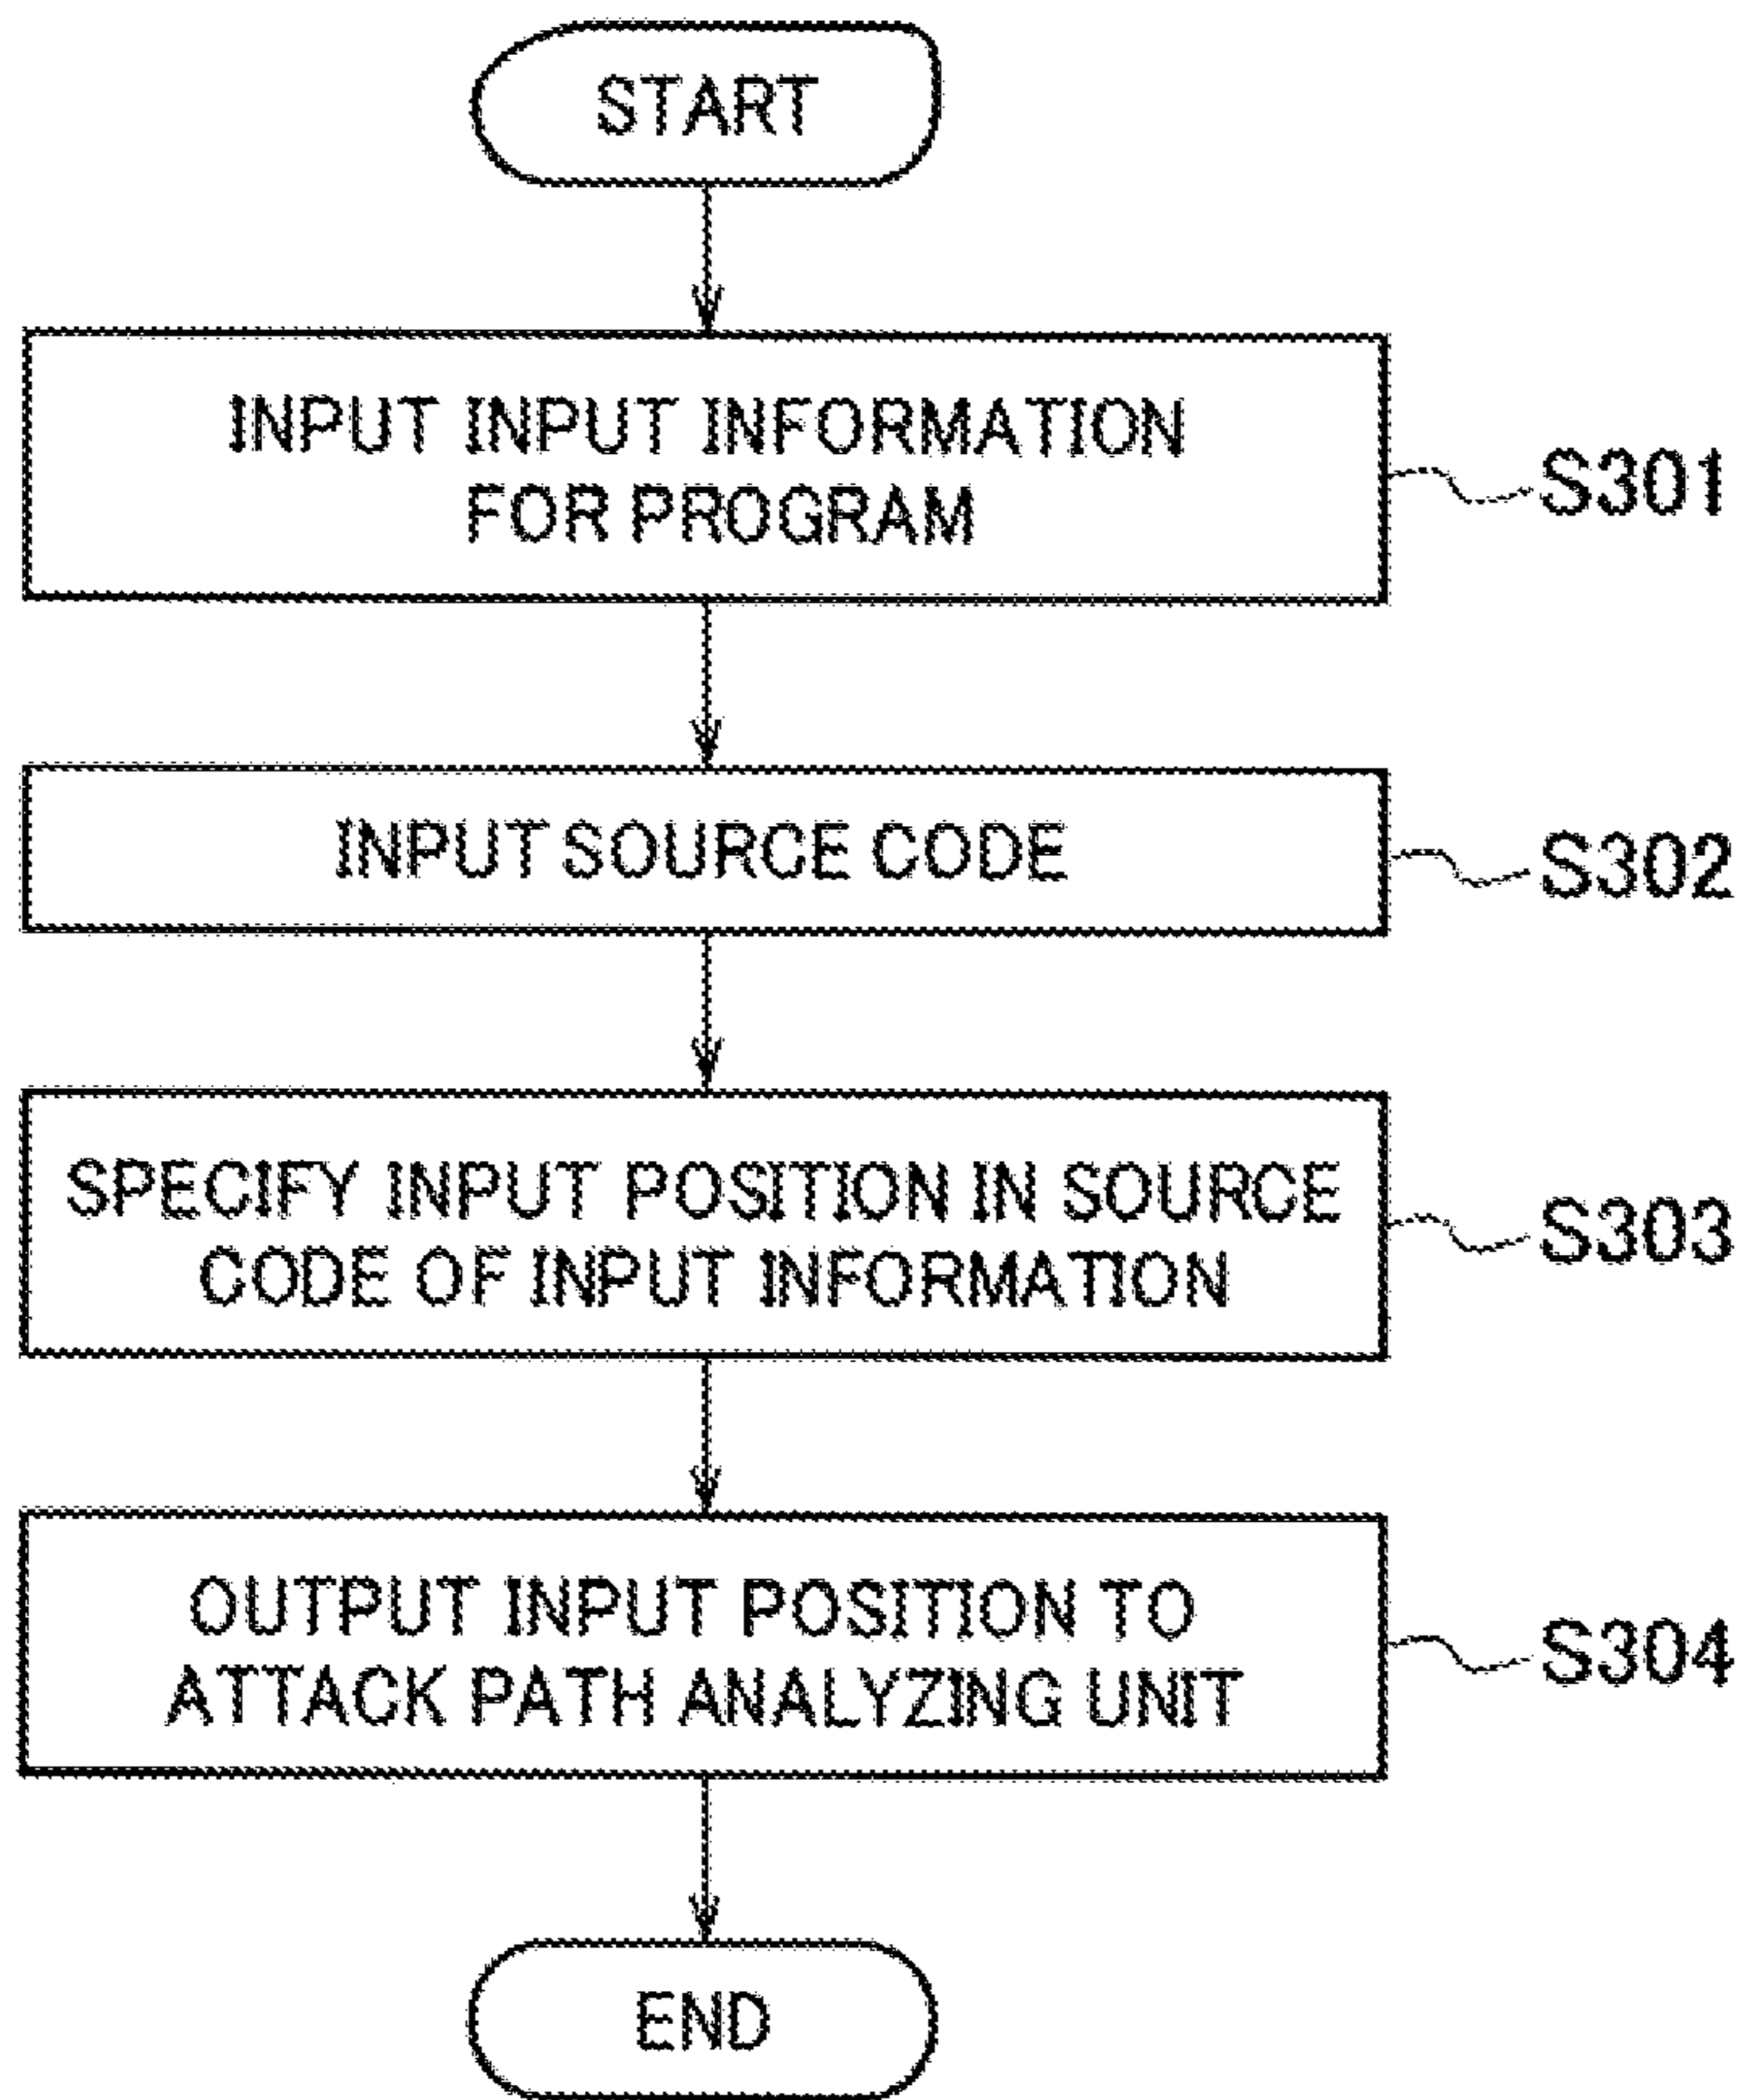 START
INPUT INPUT INFORMATION
FOR PROGRAM
S301
INPUT SOURCE CODE
S302
SPECIFY INPUT POSITION IN SOURCE
CODE OF INPUT INFORMATION
S303
OUTPUT INPUT POSITION TO
ATTACK PATH ANALYZING UNIT
S304
END